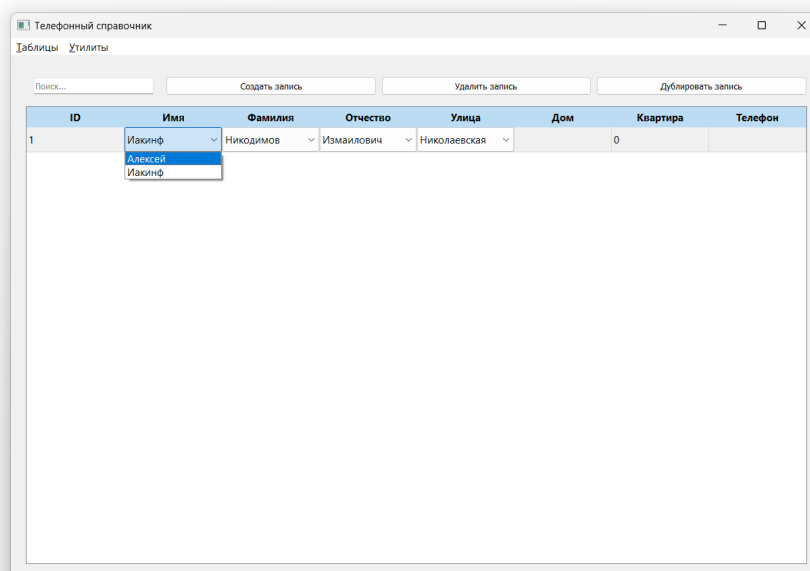 Телефонный справочник
Таблицы Утилиты
Поиск... Создать запись Удалить запись Дублировать запись
ID Имя Фамилия Отчество Улица Дом Квартира Телефон
1 Иакинф Никодимов Измаилович Николаевская 0
Алексей
Иакинф